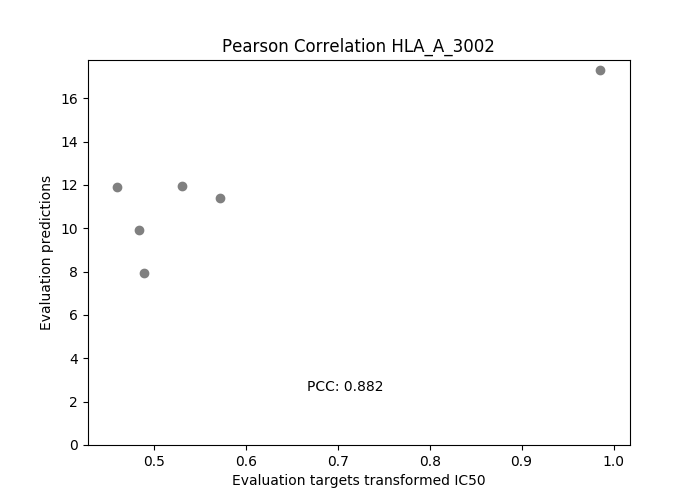 Pearson Correlation HLA_A_3002
16
14
12
10
8
6
4
2
0
Evaluation predictions
PCC: 0.882
0.5 0.6 0.7 0.8 0.9 1.0
Evaluation targets transformed IC50